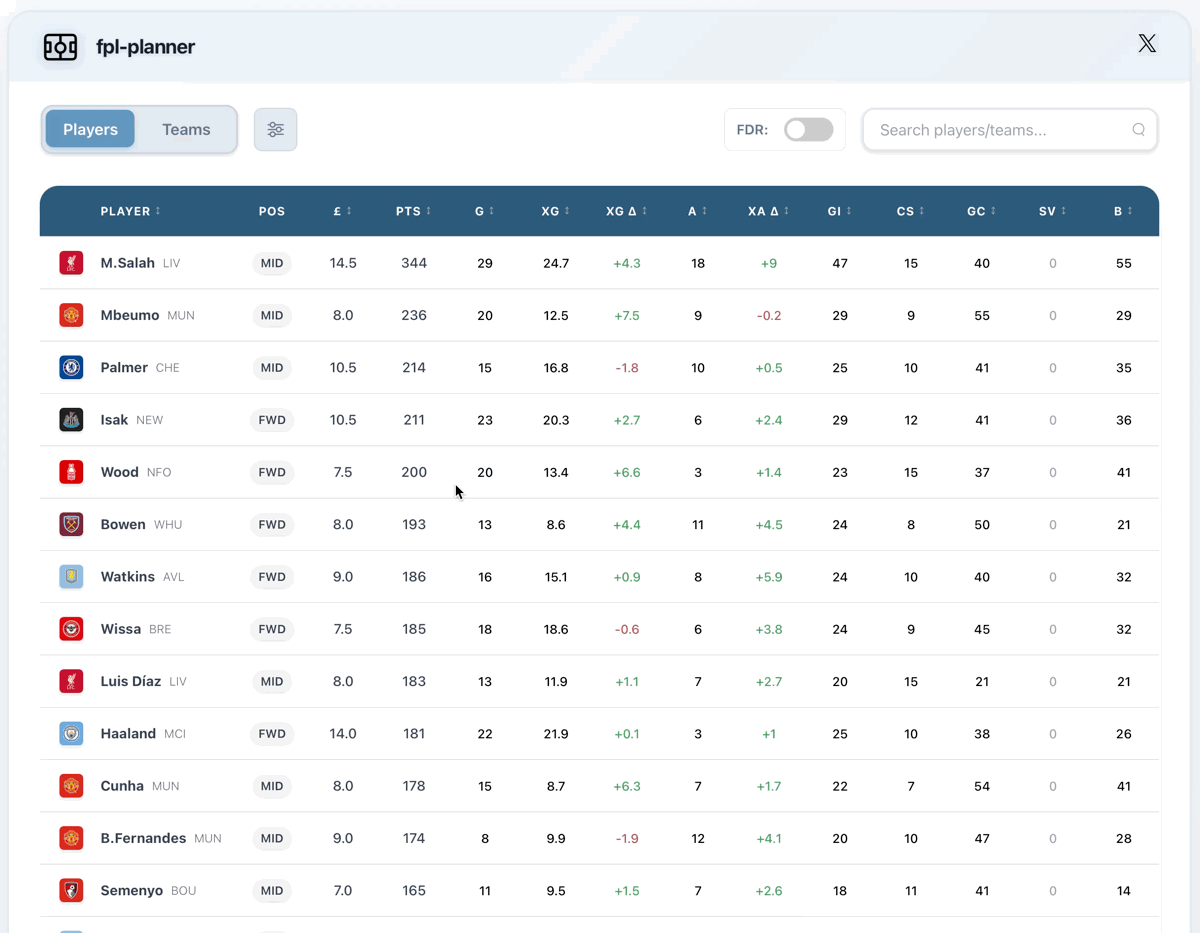 fpl-planner
Players Teams FDR: Search players/teams...
PLAYER ↕ POS £ ↕ PTS ↕ G ↕ XG ↕ XG Δ ↕ A ↕ XA Δ ↕ GI ↕ CS ↕ GC ↕ SV ↕ B ↕
M.Salah LIV MID 14.5 344 29 24.7 +4.3 18 +9 47 15 40 0 55
Mbeumo MUN MID 8.0 236 20 12.5 +7.5 9 -0.2 29 9 55 0 29
Palmer CHE MID 10.5 214 15 16.8 -1.8 10 +0.5 25 10 41 0 35
Isak NEW FWD 10.5 211 23 20.3 +2.7 6 +2.4 29 12 41 0 36
Wood NFO FWD 7.5 200 20 13.4 +6.6 3 +1.4 23 15 37 0 41
Bowen WHU FWD 8.0 193 13 8.6 +4.4 11 +4.5 24 8 50 0 21
Watkins AVL FWD 9.0 186 16 15.1 +0.9 8 +5.9 24 10 40 0 32
Wissa BRE FWD 7.5 185 18 18.6 -0.6 6 +3.8 24 9 45 0 32
Luis Díaz LIV MID 8.0 183 13 11.9 +1.1 7 +2.7 20 15 21 0 21
Haaland MCI FWD 14.0 181 22 21.9 +0.1 3 +1 25 10 38 0 26
Cunha MUN MID 8.0 178 15 8.7 +6.3 7 +1.7 22 7 54 0 41
B.Fernandes MUN MID 9.0 174 8 9.9 -1.9 12 +4.1 20 10 47 0 28
Semenyo BOU MID 7.0 165 11 9.5 +1.5 7 +2.6 18 11 41 0 14